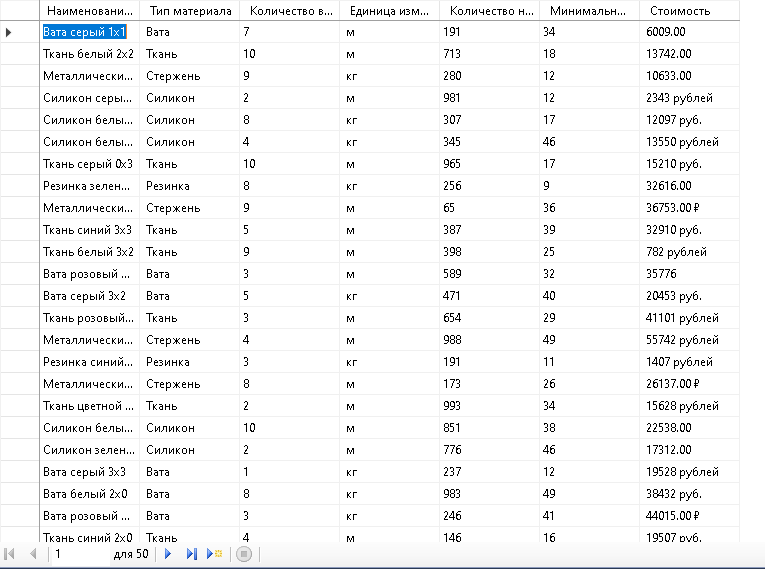 Наименовани... Тип материала Количество в... Единица изм... Количество н... Минимальн... Стоимость
Вата серый 1x1 Вата 7 м 191 34 6009.00
Ткань белый 2x2 Ткань 10 м 713 18 13742.00
Металлически... Стержень 9 кг 280 12 10633.00
Силикон серы... Силикон 2 м 981 12 2343 рублей
Силикон белы... Силикон 8 кг 307 17 12097 руб.
Силикон белы... Силикон 4 кг 345 46 13550 рублей
Ткань серый 0x3 Ткань 10 м 965 17 15210 руб.
Резинка зелен... Резинка 8 кг 256 9 32616.00
Металлически... Стержень 9 м 65 36 36753.00 ₽
Ткань синий 3x3 Ткань 5 м 387 39 32910 руб.
Ткань белый 3x2 Ткань 9 м 398 25 782 рублей
Вата розовый ... Вата 3 м 589 32 35776
Вата серый 3x2 Вата 5 кг 471 40 20453 руб.
Ткань розовый... Ткань 3 м 654 29 41101 рублей
Металлически... Стержень 4 м 988 49 55742 рублей
Резинка синий... Резинка 3 кг 191 11 1407 рублей
Металлически... Стержень 8 м 173 26 26137.00 ₽
Ткань цветной ... Ткань 2 м 993 34 15628 рублей
Силикон белы... Силикон 10 м 851 38 22538.00
Силикон зелен... Силикон 2 м 776 46 17312.00
Вата серый 3x3 Вата 1 кг 237 12 19528 рублей
Вата белый 2x0 Вата 8 кг 983 49 38432 руб.
Вата розовый ... Вата 3 кг 246 41 44015.00 ₽
Ткань синий 2x0 Ткань 4 м 146 16 19507 руб.
1 для 50